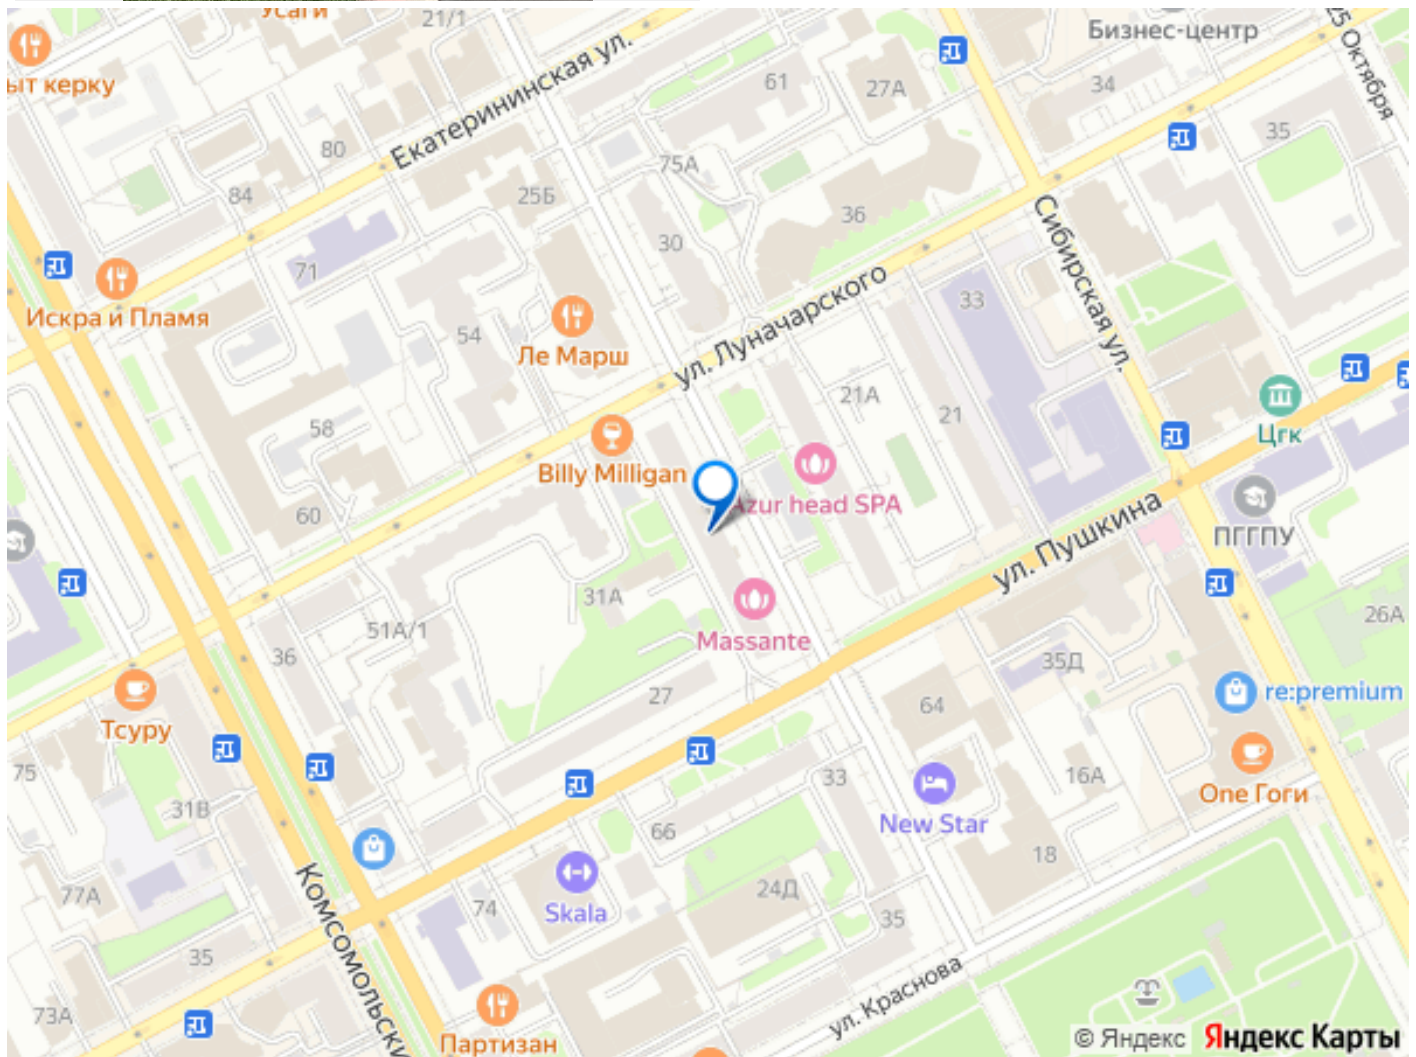 Усаги
21/1
Бизнес-центр
25 Октября
ыт керку
Екатерининская ул.
61
27А
34
35
80
75А
84
25Б
36
Сибирская ул.
30
71
33
Искра и Пламя
54
Ле Марш
ул. Луначарского
21А
21
58
Цгк
Billy Milligan
Azur head SPA
60
ул. Пушкина
ПГГПУ
31А
26А
51А/1
Massante
36
35Д
27
re:premium
64
Тсуру
75
33
16А
One Гоги
31В
66
New Star
18
77А
Комсомольски
74
Skala
24Д
35
35
ул. Краснова
73А
Партизан
© Яндекс Яндекс Карты